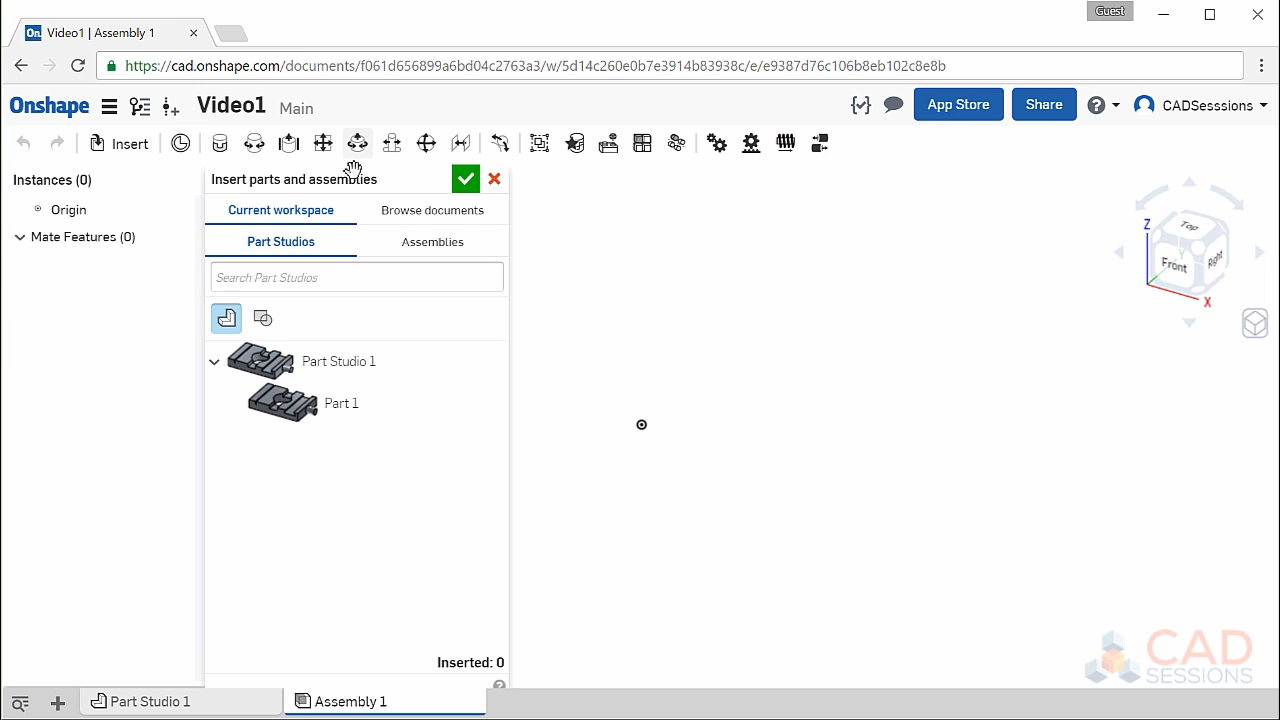 Guest
On Video1 | Assembly 1
https://cad.onshape.com/documents/f061d656899a6bd04c2763a3/w/5d14c260e0b7e3914b83938c/e/e9387d76c106b8eb102c8e8b
Onshape Video1 Main App Store Share CADSesssions
Insert
Instances (0)
Origin
Mate Features (0)
Insert parts and assemblies
Current workspace Browse documents
Part Studios Assemblies
Search Part Studios
Part Studio 1
Part 1
Inserted: 0
Z
Top
Y
Front
Right
X
CAD
SESSIONS
Part Studio 1 Assembly 1